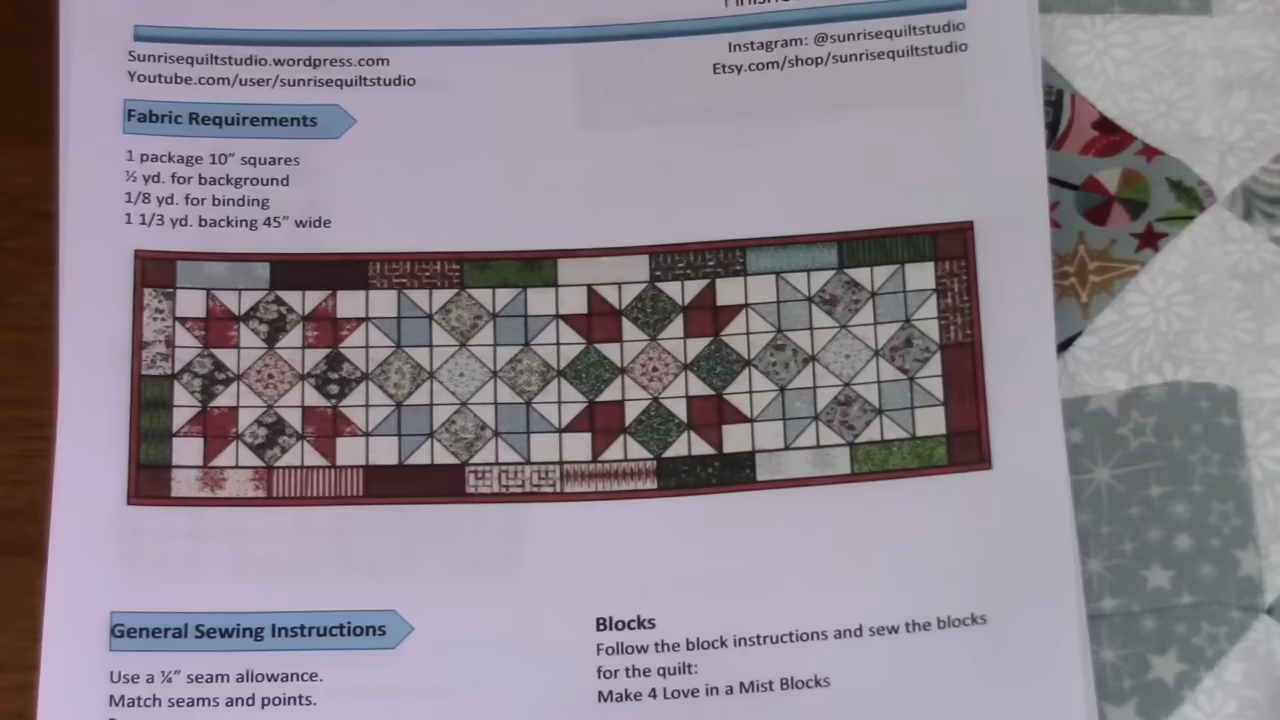 Sunrisequiltstudio.wordpress.com
Youtube.com/user/sunrisequiltstudio
Instagram: @sunrisequiltstudio
Etsy.com/shop/sunrisequiltstudio
Fabric Requirements
1 package 10” squares
½ yd. for background
1/8 yd. for binding
1 1/3 yd. backing 45” wide
General Sewing Instructions
Use a ¼” seam allowance.
Match seams and points.
Blocks
Follow the block instructions and sew the blocks
for the quilt:
Make 4 Love in a Mist Blocks